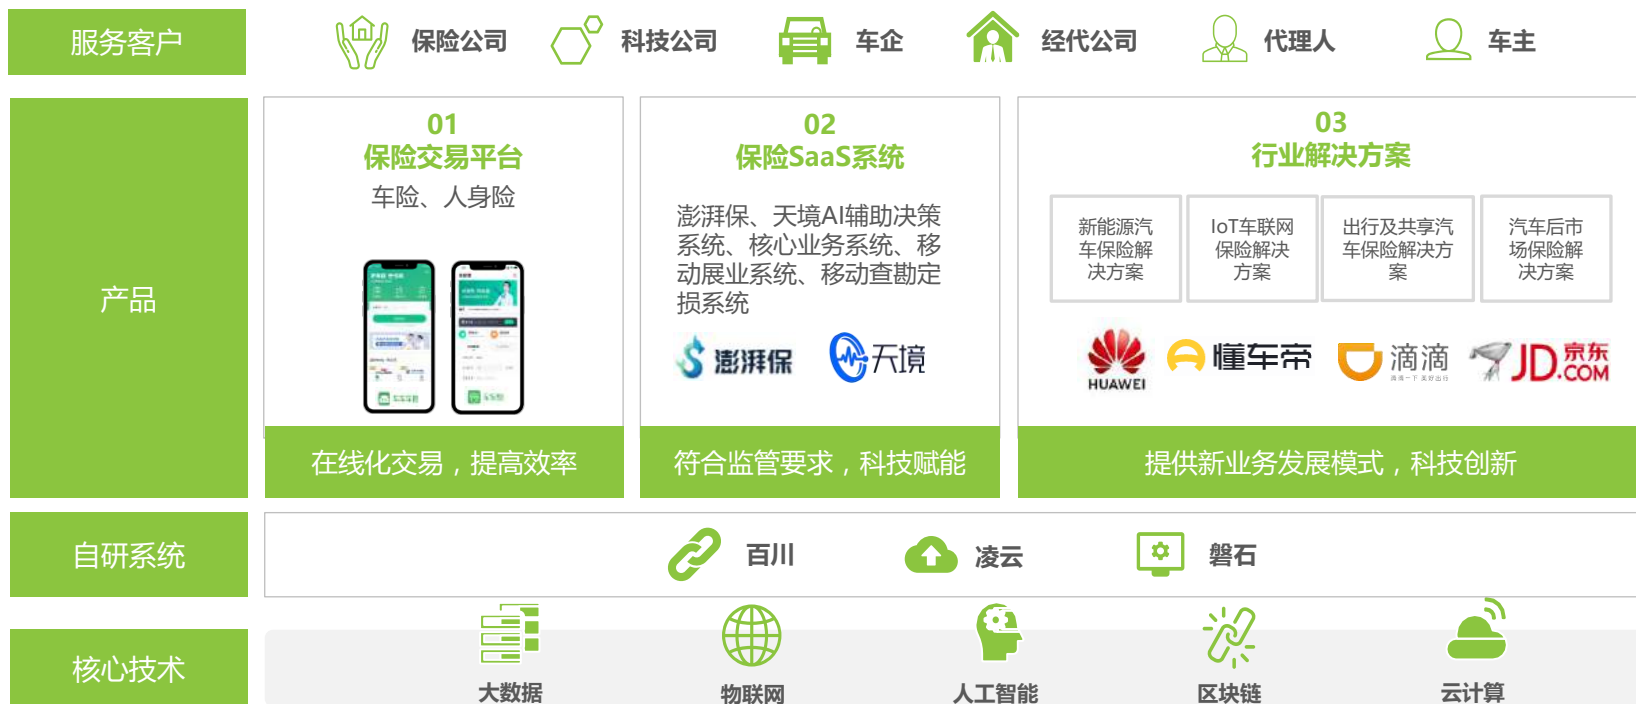 服务客户
保险公司
科技公司
车企
经代公司
代理人
车主
产品
01
保险交易平台
车险、人身险
在线化交易，提高效率
02
保险SaaS系统
澎湃保、天境AI辅助决策
系统、核心业务系统、移
动展业系统、移动查勘定
损系统
澎湃保
天境
符合监管要求，科技赋能
03
行业解决方案
新能源汽
车保险解
决方案
IoT车联网
保险解决
方案
出行及共享汽
车保险解决方
案
汽车后市
场保险解
决方案
HUAWEI
懂车帝
滴滴
滴滴一下 美好出行
JD京东
.COM
提供新业务发展模式，科技创新
自研系统
百川
凌云
磐石
核心技术
大数据
物联网
人工智能
区块链
云计算